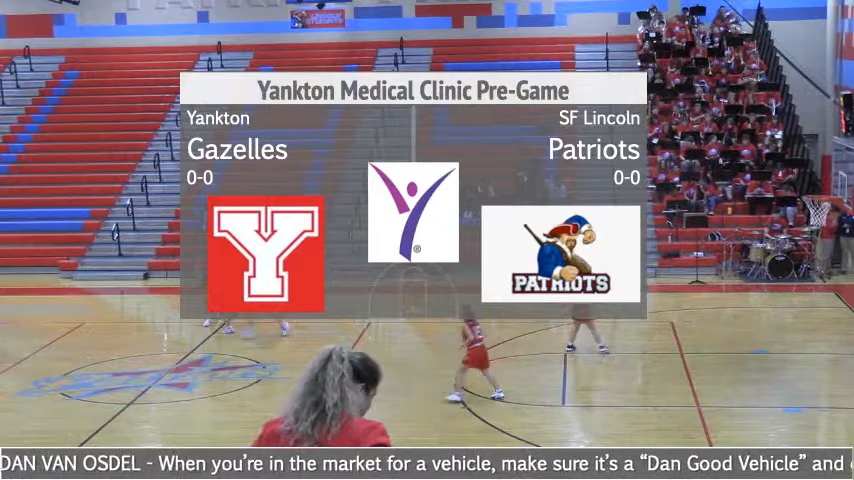 Yankton Medical Clinic Pre-Game
Yankton
SF Lincoln
Gazelles
Patriots
0-0
0-0
Y
®
PATRIOTS
DAN VAN OSDEL - When you're in the market for a vehicle, make sure it's a “Dan Good Vehicle” and